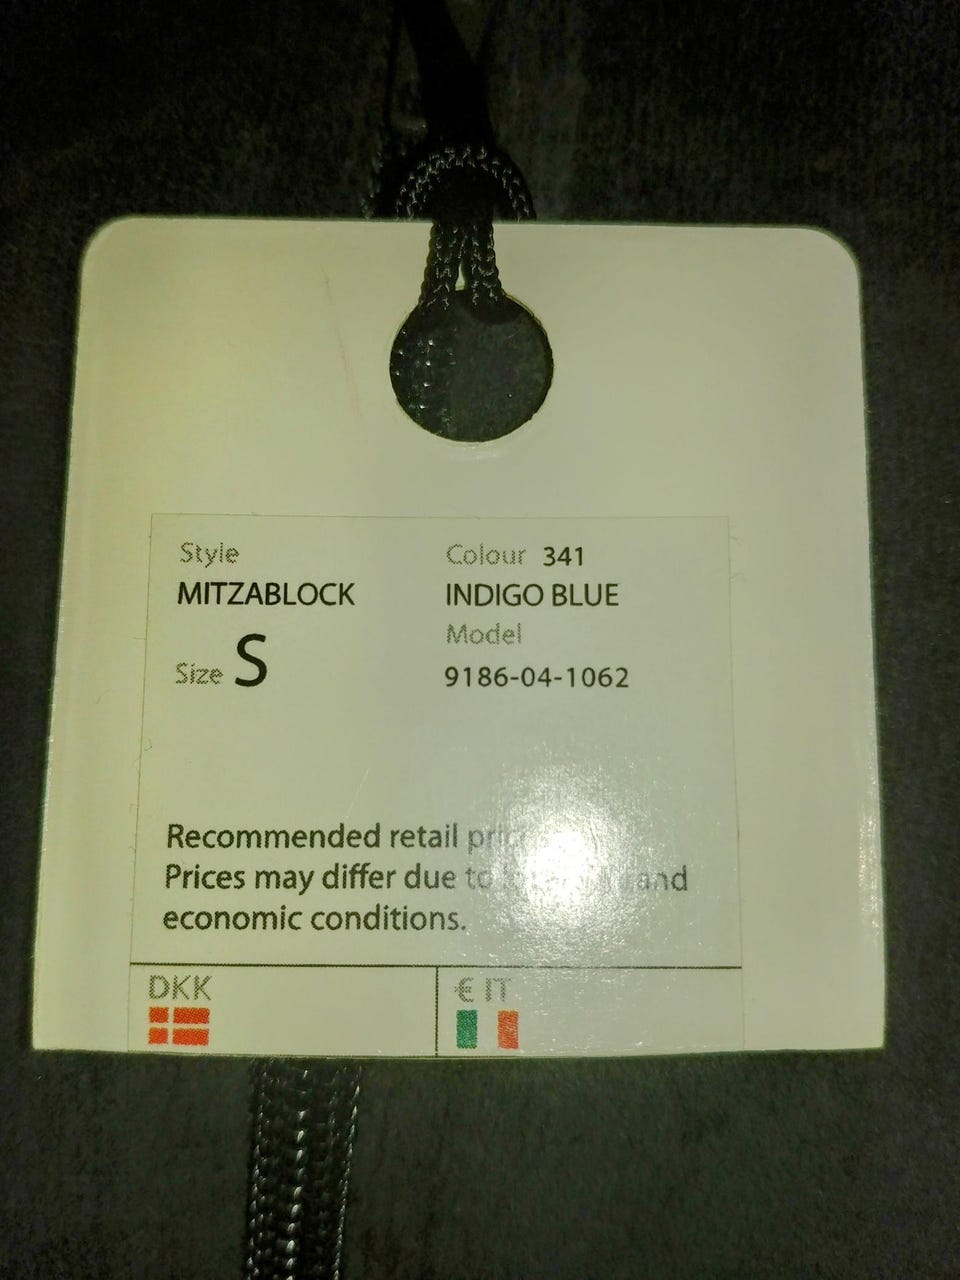 Style
MITZABLOCK
Size S
Colour 341
INDIGO BLUE
Model
9186-04-1062
Recommended retail
Prices may differ due to and
economic conditions.
DKK
€ IT